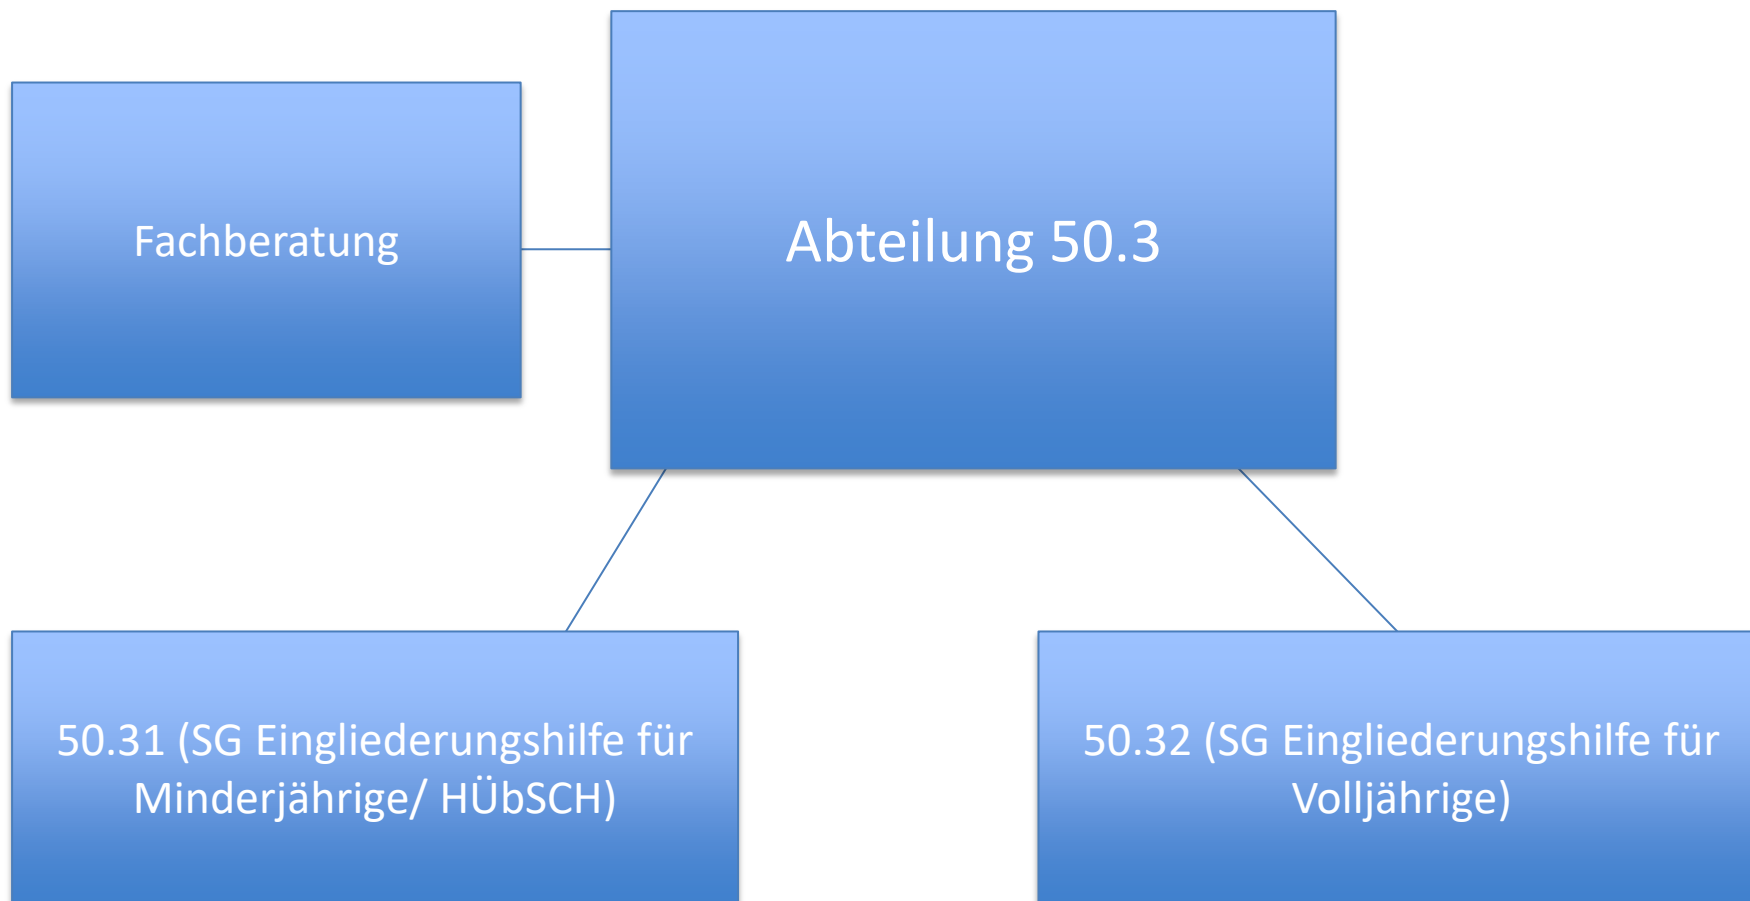 Fachberatung
Abteilung 50.3
50.31 (SG Eingliederungshilfe für
Minderjährige/ HÜbSCH)
50.32 (SG Eingliederungshilfe für
Volljährige)